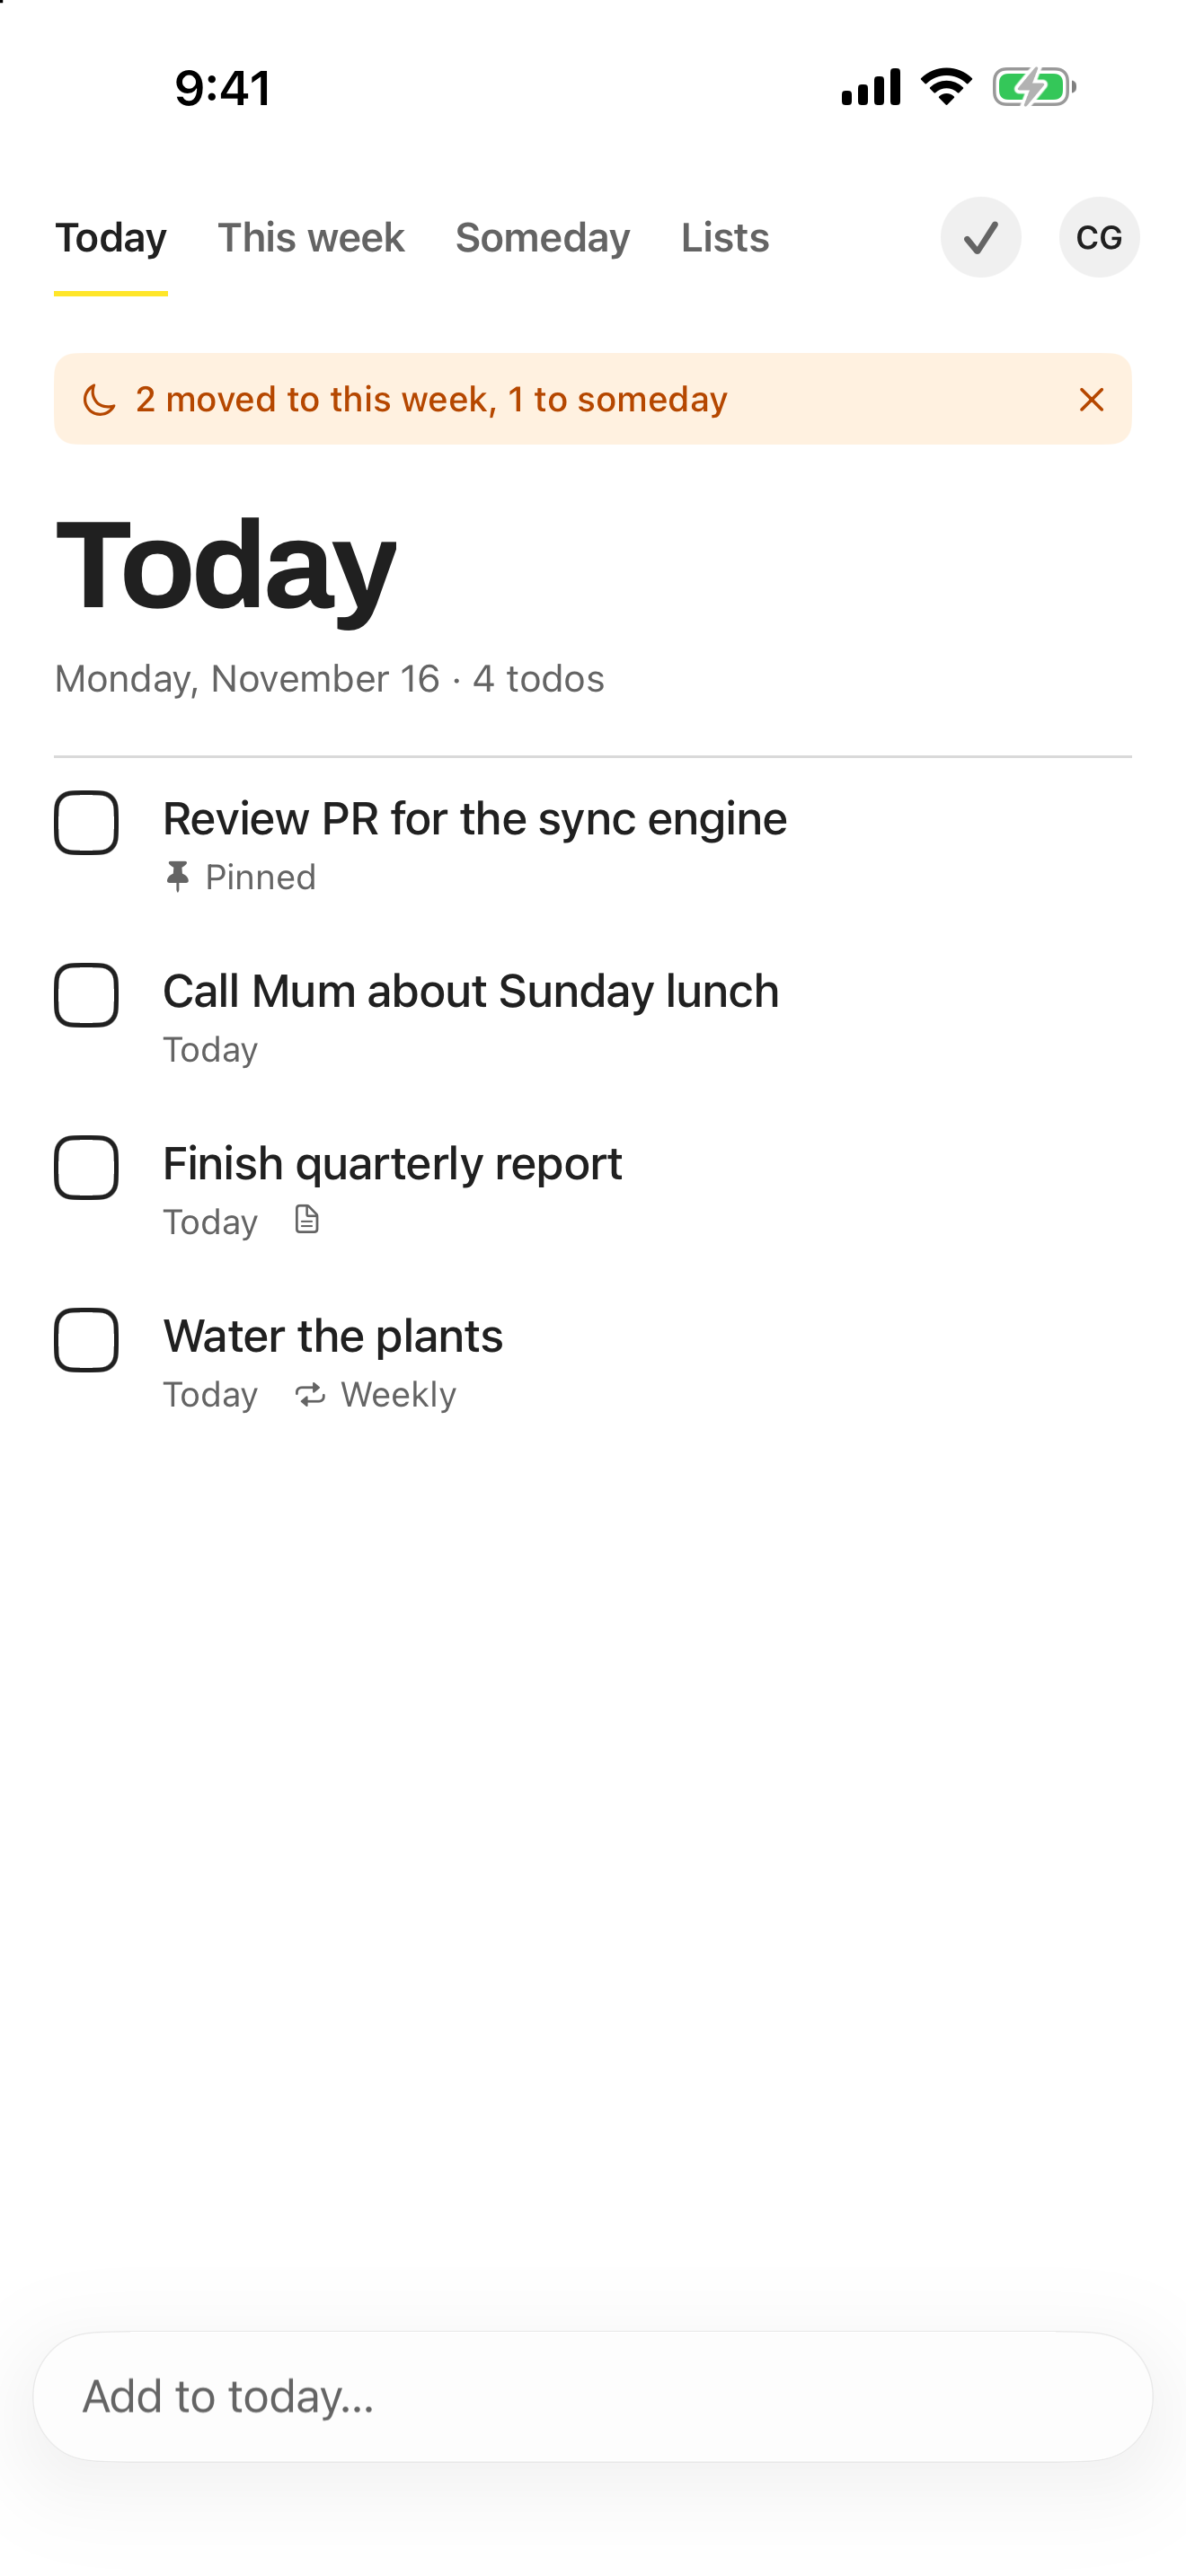 9:41
Today This week Someday Lists CG
2 moved to this week, 1 to someday
Today
Monday, November 16 · 4 todos
Review PR for the sync engine
Pinned
Call Mum about Sunday lunch
Today
Finish quarterly report
Today
Water the plants
Today Weekly
Add to today...